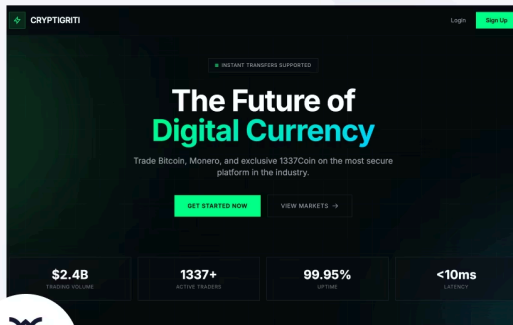 CRYPTIGRITI
Login
Sign Up
INSTANT TRANSFERS SUPPORTED
The Future of
Digital Currency
Trade Bitcoin, Monero, and exclusive 1337Coin on the most secure
platform in the industry.
GET STARTED NOW
VIEW MARKETS →
$2.4B
TRADING VOLUME
1337+
ACTIVE TRADERS
99.95%
UPTIME
<10ms
LATENCY